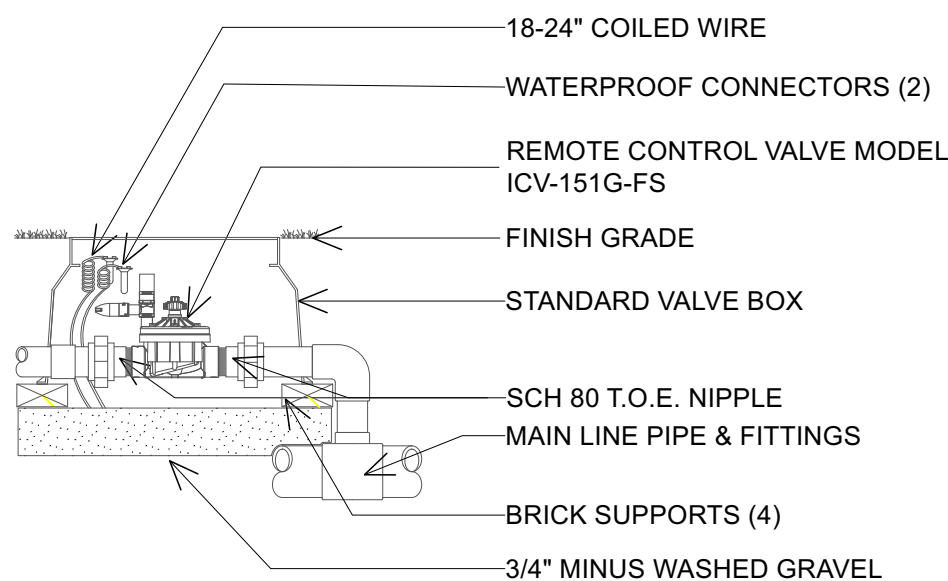 18-24" COILED WIRE
WATERPROOF CONNECTORS (2)
REMOTE CONTROL VALVE MODEL
ICV-151G-FS
FINISH GRADE
STANDARD VALVE BOX
SCH 80 T.O.E. NIPPLE
MAIN LINE PIPE & FITTINGS
BRICK SUPPORTS (4)
3/4" MINUS WASHED GRAVEL